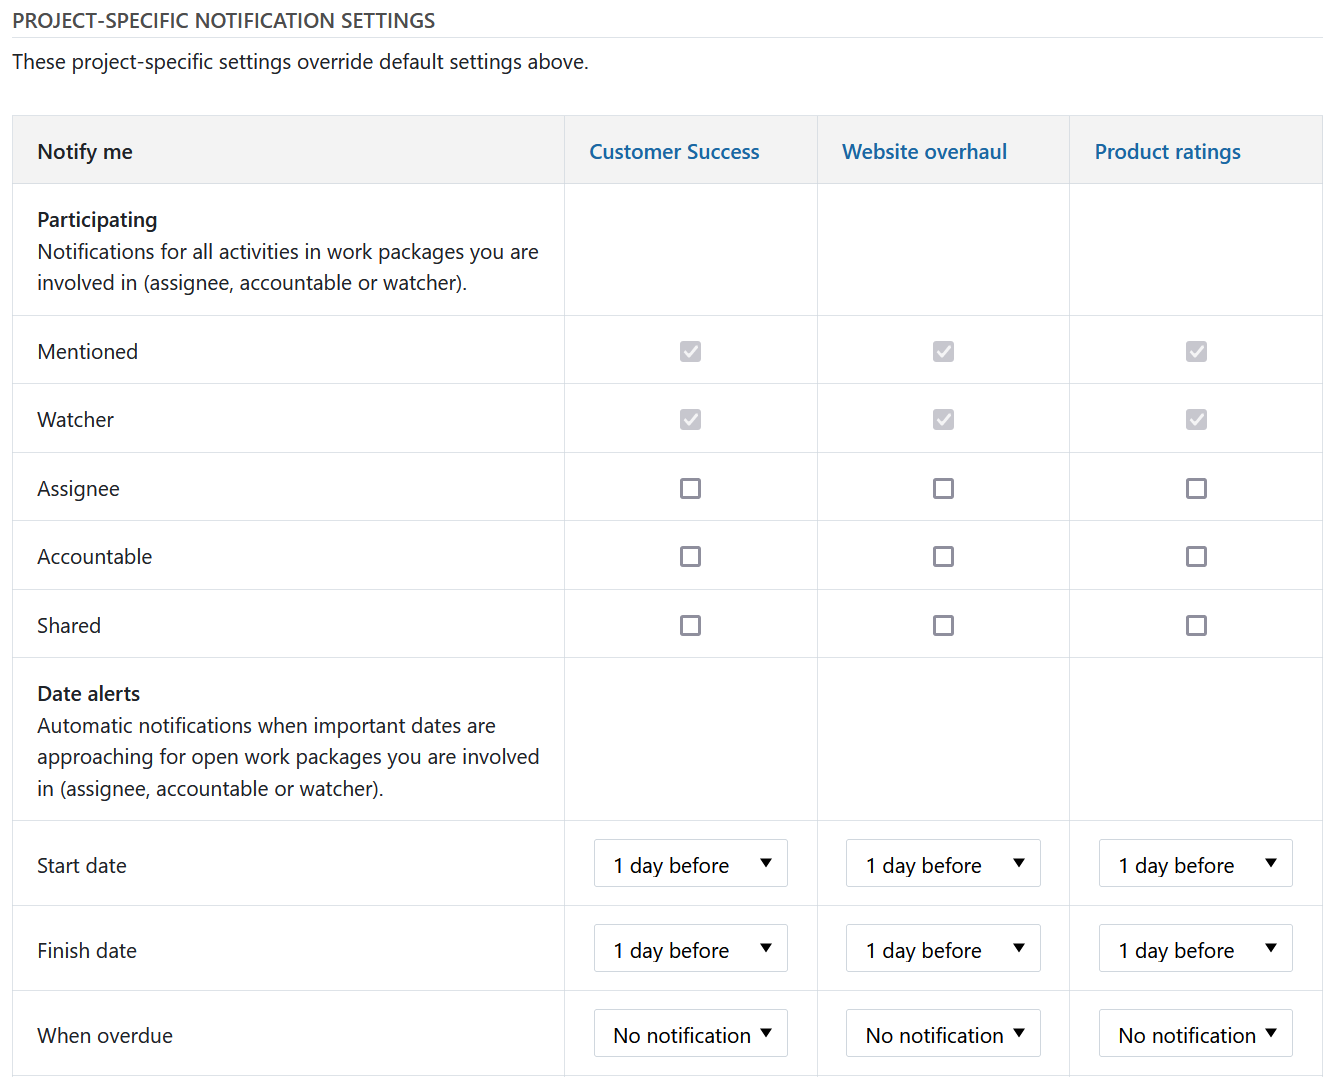 PROJECT-SPECIFIC NOTIFICATION SETTINGS
These project-specific settings override default settings above.
Notify me Customer Success Website overhaul Product ratings
Participating
Notifications for all activities in work packages you are
involved in (assignee, accountable or watcher).
Mentioned
Watcher
Assignee
Accountable
Shared
Date alerts
Automatic notifications when important dates are
approaching for open work packages you are involved
in (assignee, accountable or watcher).
Start date 1 day before 1 day before 1 day before
Finish date 1 day before 1 day before 1 day before
When overdue No notification No notification No notification